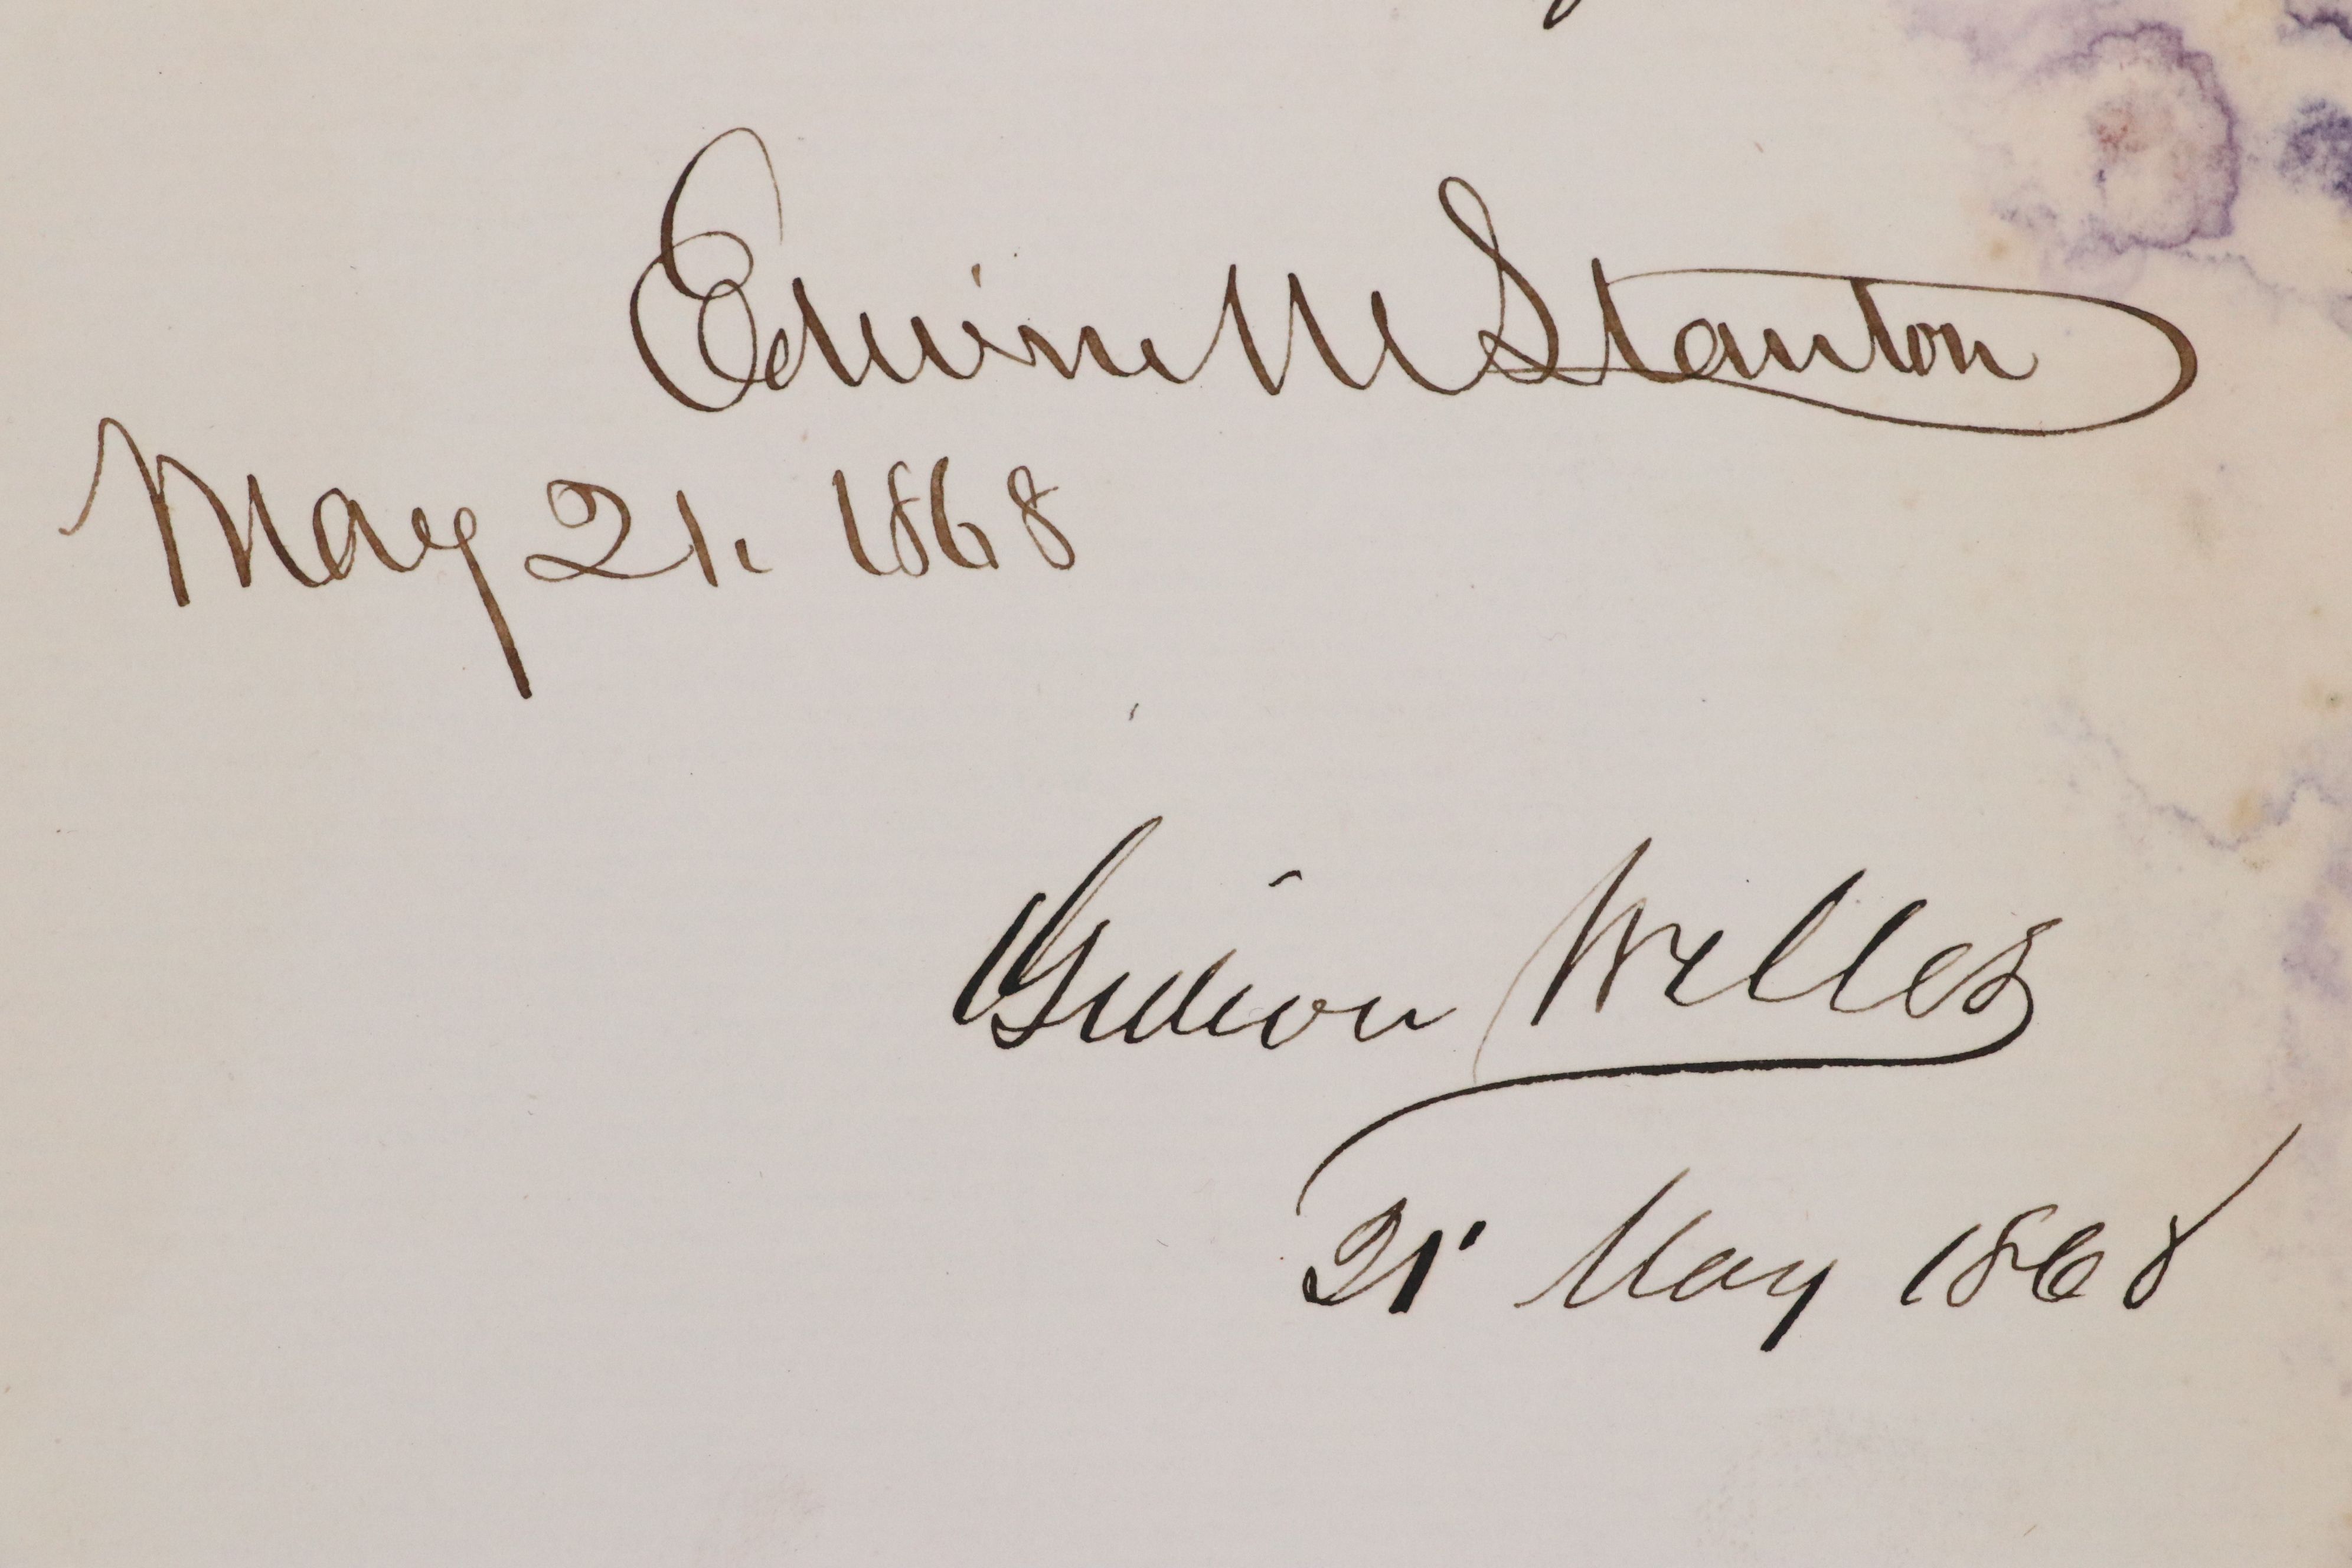 Edwin M Stanton
May 21. 1868
Gideon Welles
21' May 1868